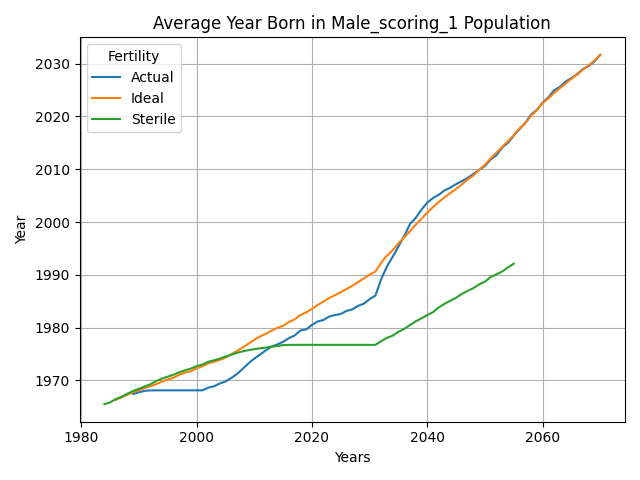 Average Year Born in Male_scoring_1 Population
Fertility
Actual
Ideal
Sterile
Year
2030
2020
2010
2000
1990
1980
1970
1980 2000 2020 2040 2060
Years